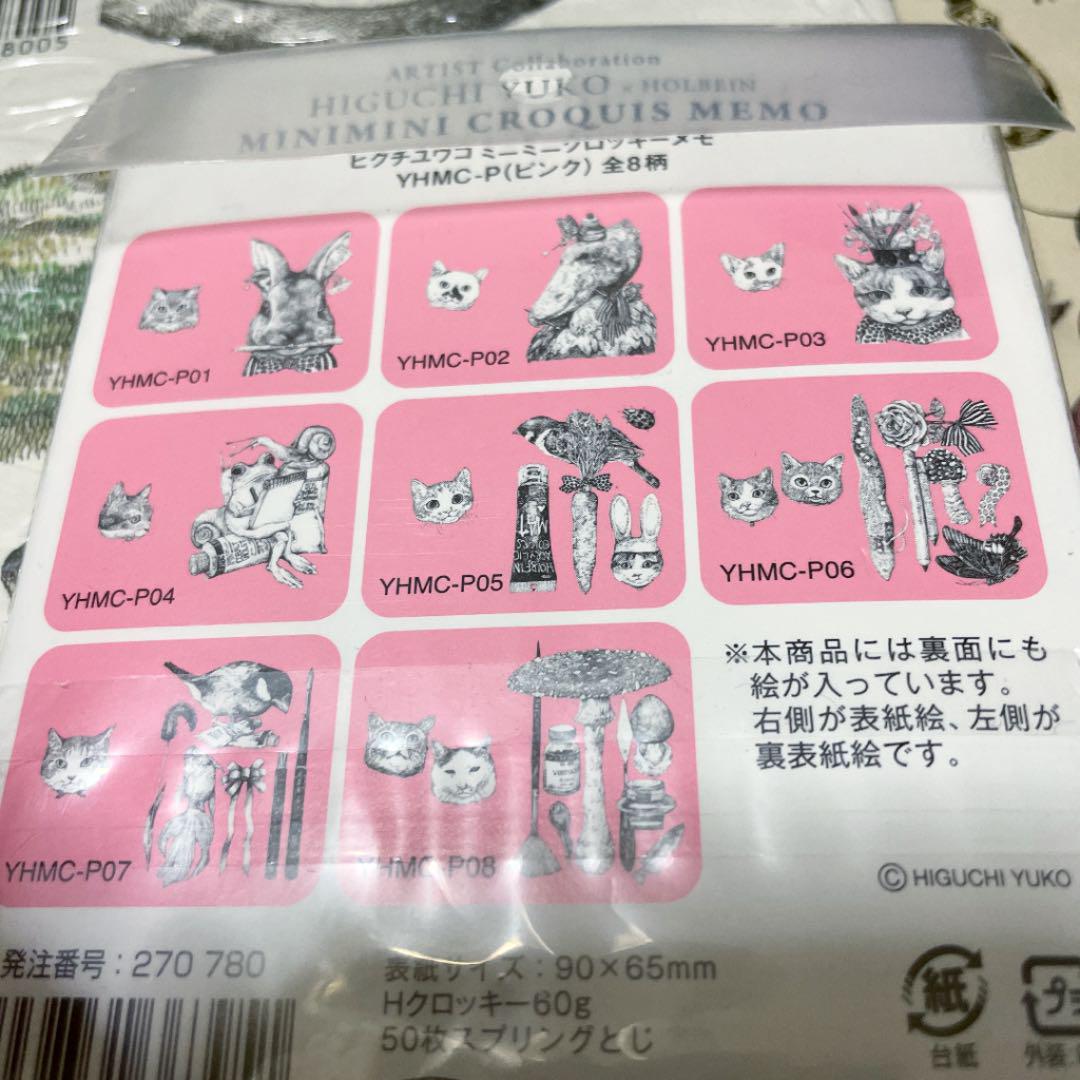 8005
ARTIST Collaboration
HIGUCHI YUKO × HOLBEIN
MINIMINI CROQUIS MEMO
ヒグチユウコ ミニミニクロッキーメモ
YHMC-P(ピンク) 全8柄
YHMC-P01
YHMC-P02
YHMC-P03
YHMC-P04
YHMC-P05
YHMC-P06
YHMC-P07
YHMC-P08
※本商品には裏面にも
絵が入っています。
右側が表紙絵、左側が
裏表紙絵です。
© HIGUCHI YUKO
発注番号:270 780
表紙サイズ:90×65mm
Hクロッキー60g
50枚スプリングとじ
紙
台紙
プラ
外装: